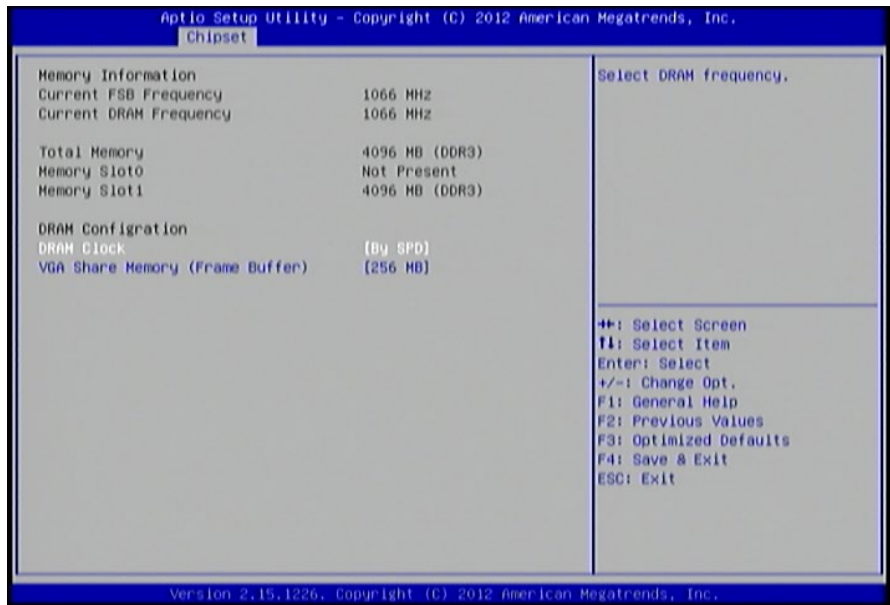 Aptio Setup Utility - Copyright (C) 2012 American Megatrends, Inc.
Chipset
Memory Information
Current FSB Frequency 1066 MHz
Current DRAM Frequency 1066 MHz
Total Memory 4096 MB (DDR3)
Memory Slot0 Not Present
Memory Slot1 4096 MB (DDR3)
DRAM Configration
DRAM Clock [By SPD]
VGA Share Memory (Frame Buffer) [256 MB]
Select DRAM frequency.
→←: Select Screen
↑↓: Select Item
Enter: Select
+/-: Change Opt.
F1: General Help
F2: Previous Values
F3: Optimized Defaults
F4: Save & Exit
ESC: Exit
Version 2.15.1226. Copyright (C) 2012 American Megatrends, Inc.